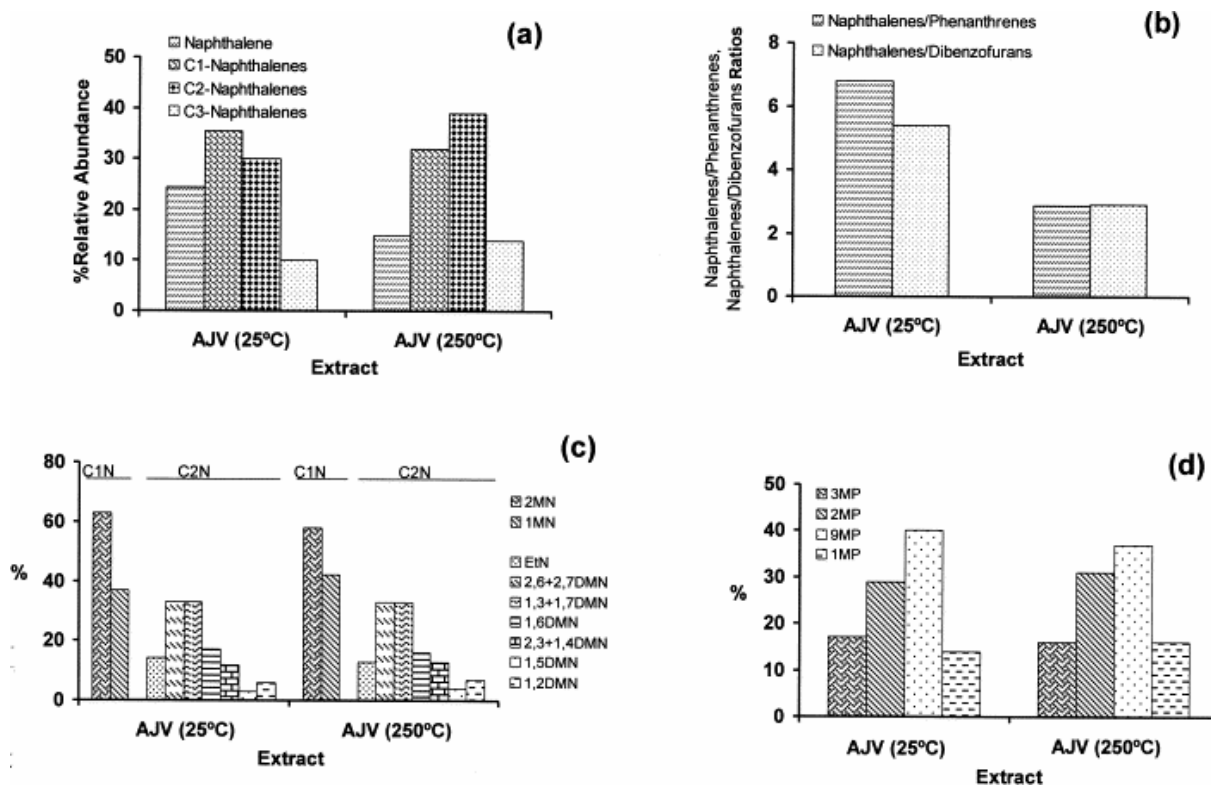 (a)
Naphthalene
C1-Naphthalenes
C2-Naphthalenes
C3-Naphthalenes
50
40
30
20
10
0
%Relative Abundance
AJV (25ºC)
AJV (250ºC)
Extract
(b)
Naphthalenes/Phenanthrenes
Naphthalenes/Dibenzofurans
8
6
4
2
0
Naphthalenes/Phenanthrenes,
Naphthalenes/Dibenzofurans Ratios
AJV (25ºC)
AJV (250ºC)
Extract
(c)
80
60
40
20
0
%
C1N
C2N
C1N
C2N
2MN
1MN
EtN
2,6+2,7DMN
1,3+1,7DMN
1,6DMN
2,3+1,4DMN
1,5DMN
1,2DMN
AJV (25ºC)
AJV (250ºC)
Extract
(d)
50
40
30
20
10
0
%
3MP
2MP
9MP
1MP
AJV (25ºC)
AJV (250ºC)
Extract